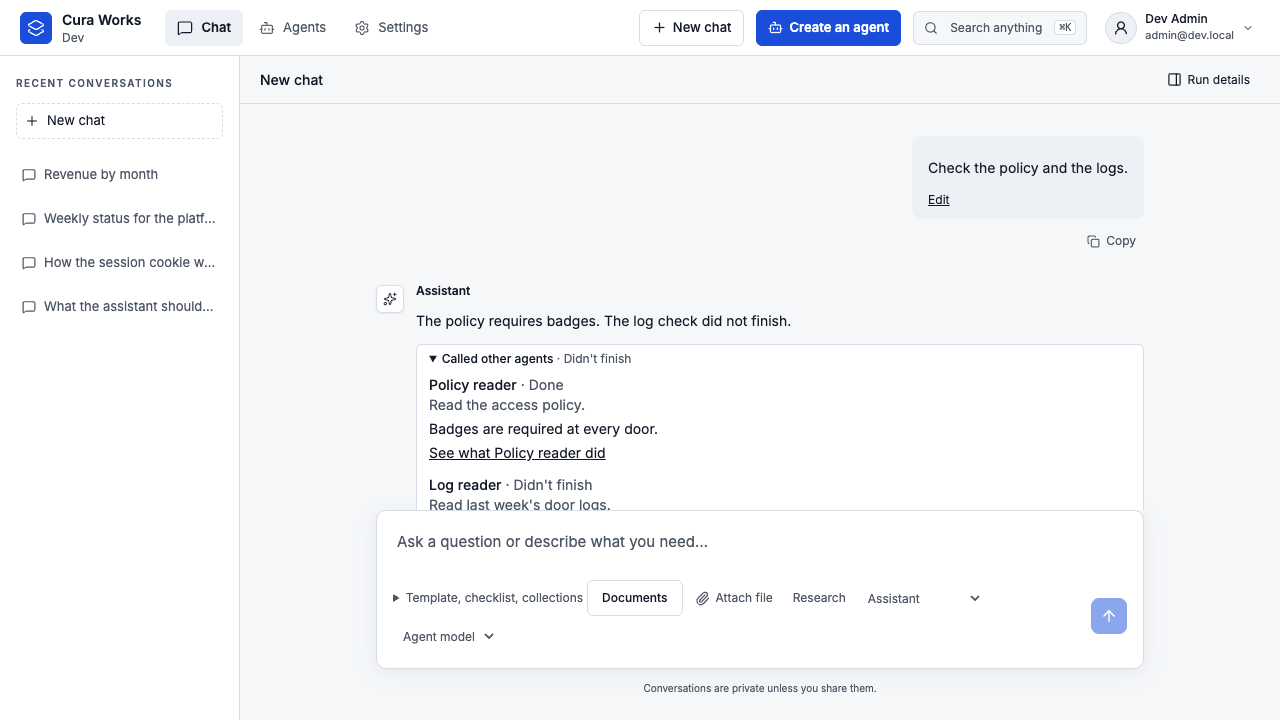 Cura Works
Dev
Chat
Agents
Settings
New chat
Create an agent
Search anything
⌘K
Dev Admin
admin@dev.local
RECENT CONVERSATIONS
New chat
Revenue by month
Weekly status for the platf...
How the session cookie w...
What the assistant should...
New chat
Run details
Check the policy and the logs.
Edit
Copy
Assistant
The policy requires badges. The log check did not finish.
Called other agents · Didn't finish
Policy reader · Done
Read the access policy.
Badges are required at every door.
See what Policy reader did
Log reader · Didn't finish
Read last week's door logs.
Ask a question or describe what you need...
Template, checklist, collections
Documents
Attach file
Research
Assistant
Agent model
Conversations are private unless you share them.